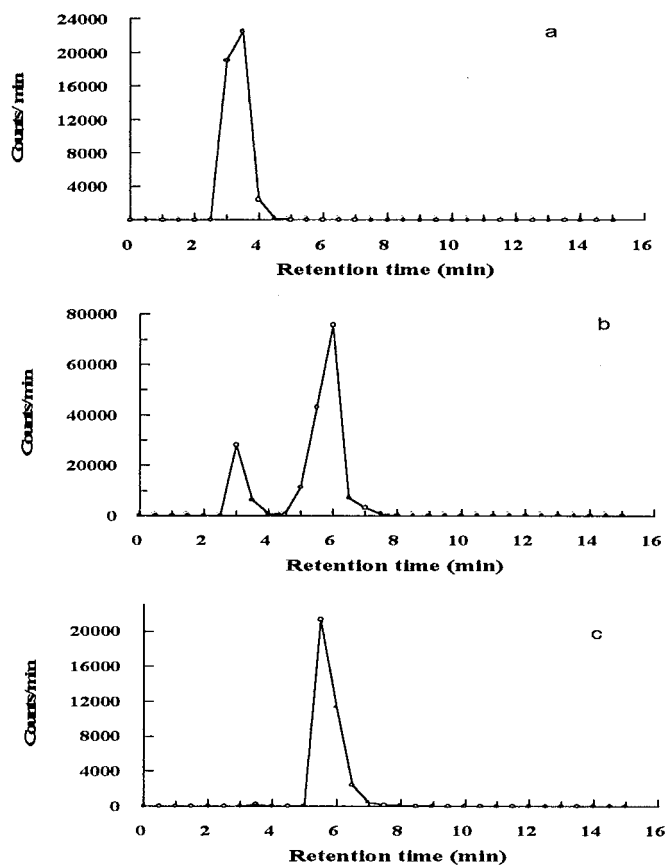 24000
20000
16000
12000
8000
4000
Counts/ min
a
0 2 4 6 8 10 12 14 16
Retention time (min)
80000
60000
40000
20000
0
Counts/min
b
0 2 4 6 8 10 12 14 16
Retention time (min)
20000
16000
12000
8000
4000
0
Counts/min
c
0 2 4 6 8 10 12 14 16
Retention time (min)